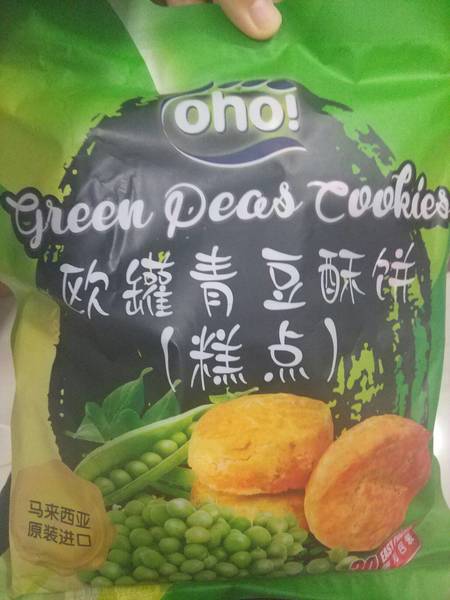 oho!
Green Peas Cookies
欧罐青豆酥饼
(糕点)
马来西亚
原装进口